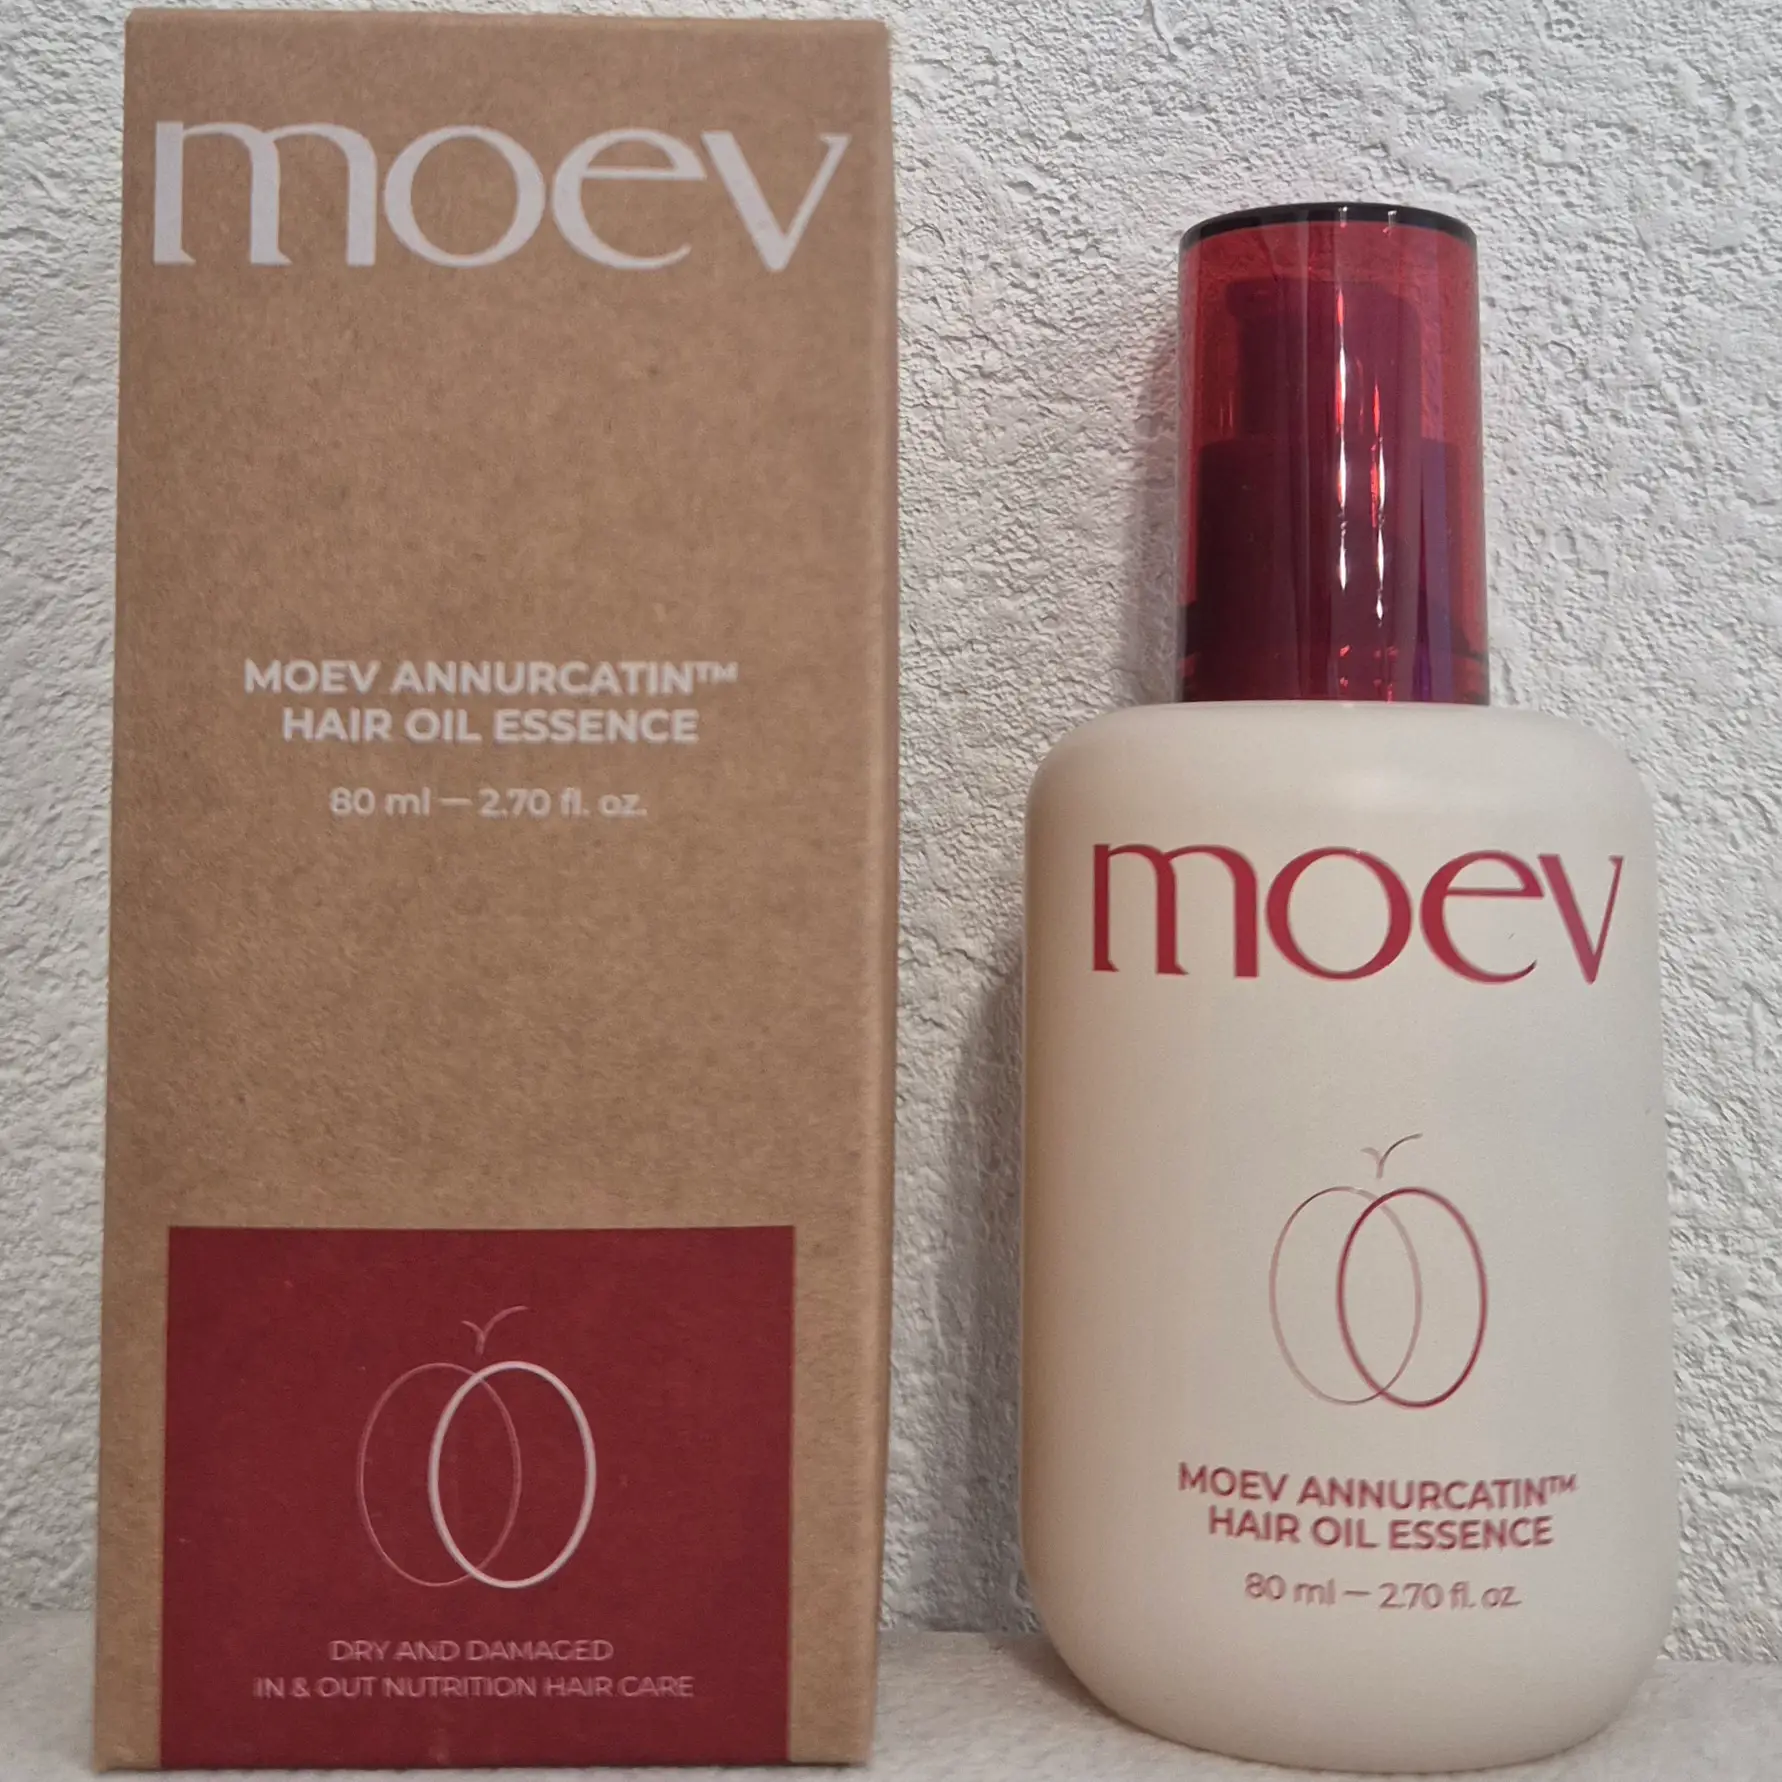 moev
MOEV ANNURCATIN™
HAIR OIL ESSENCE
80 ml — 2.70 fl. oz.
DRY AND DAMAGED
IN & OUT NUTRITION HAIR CARE
moev
MOEV ANNURCATIN™
HAIR OIL ESSENCE
80 ml — 2.70 fl. oz.